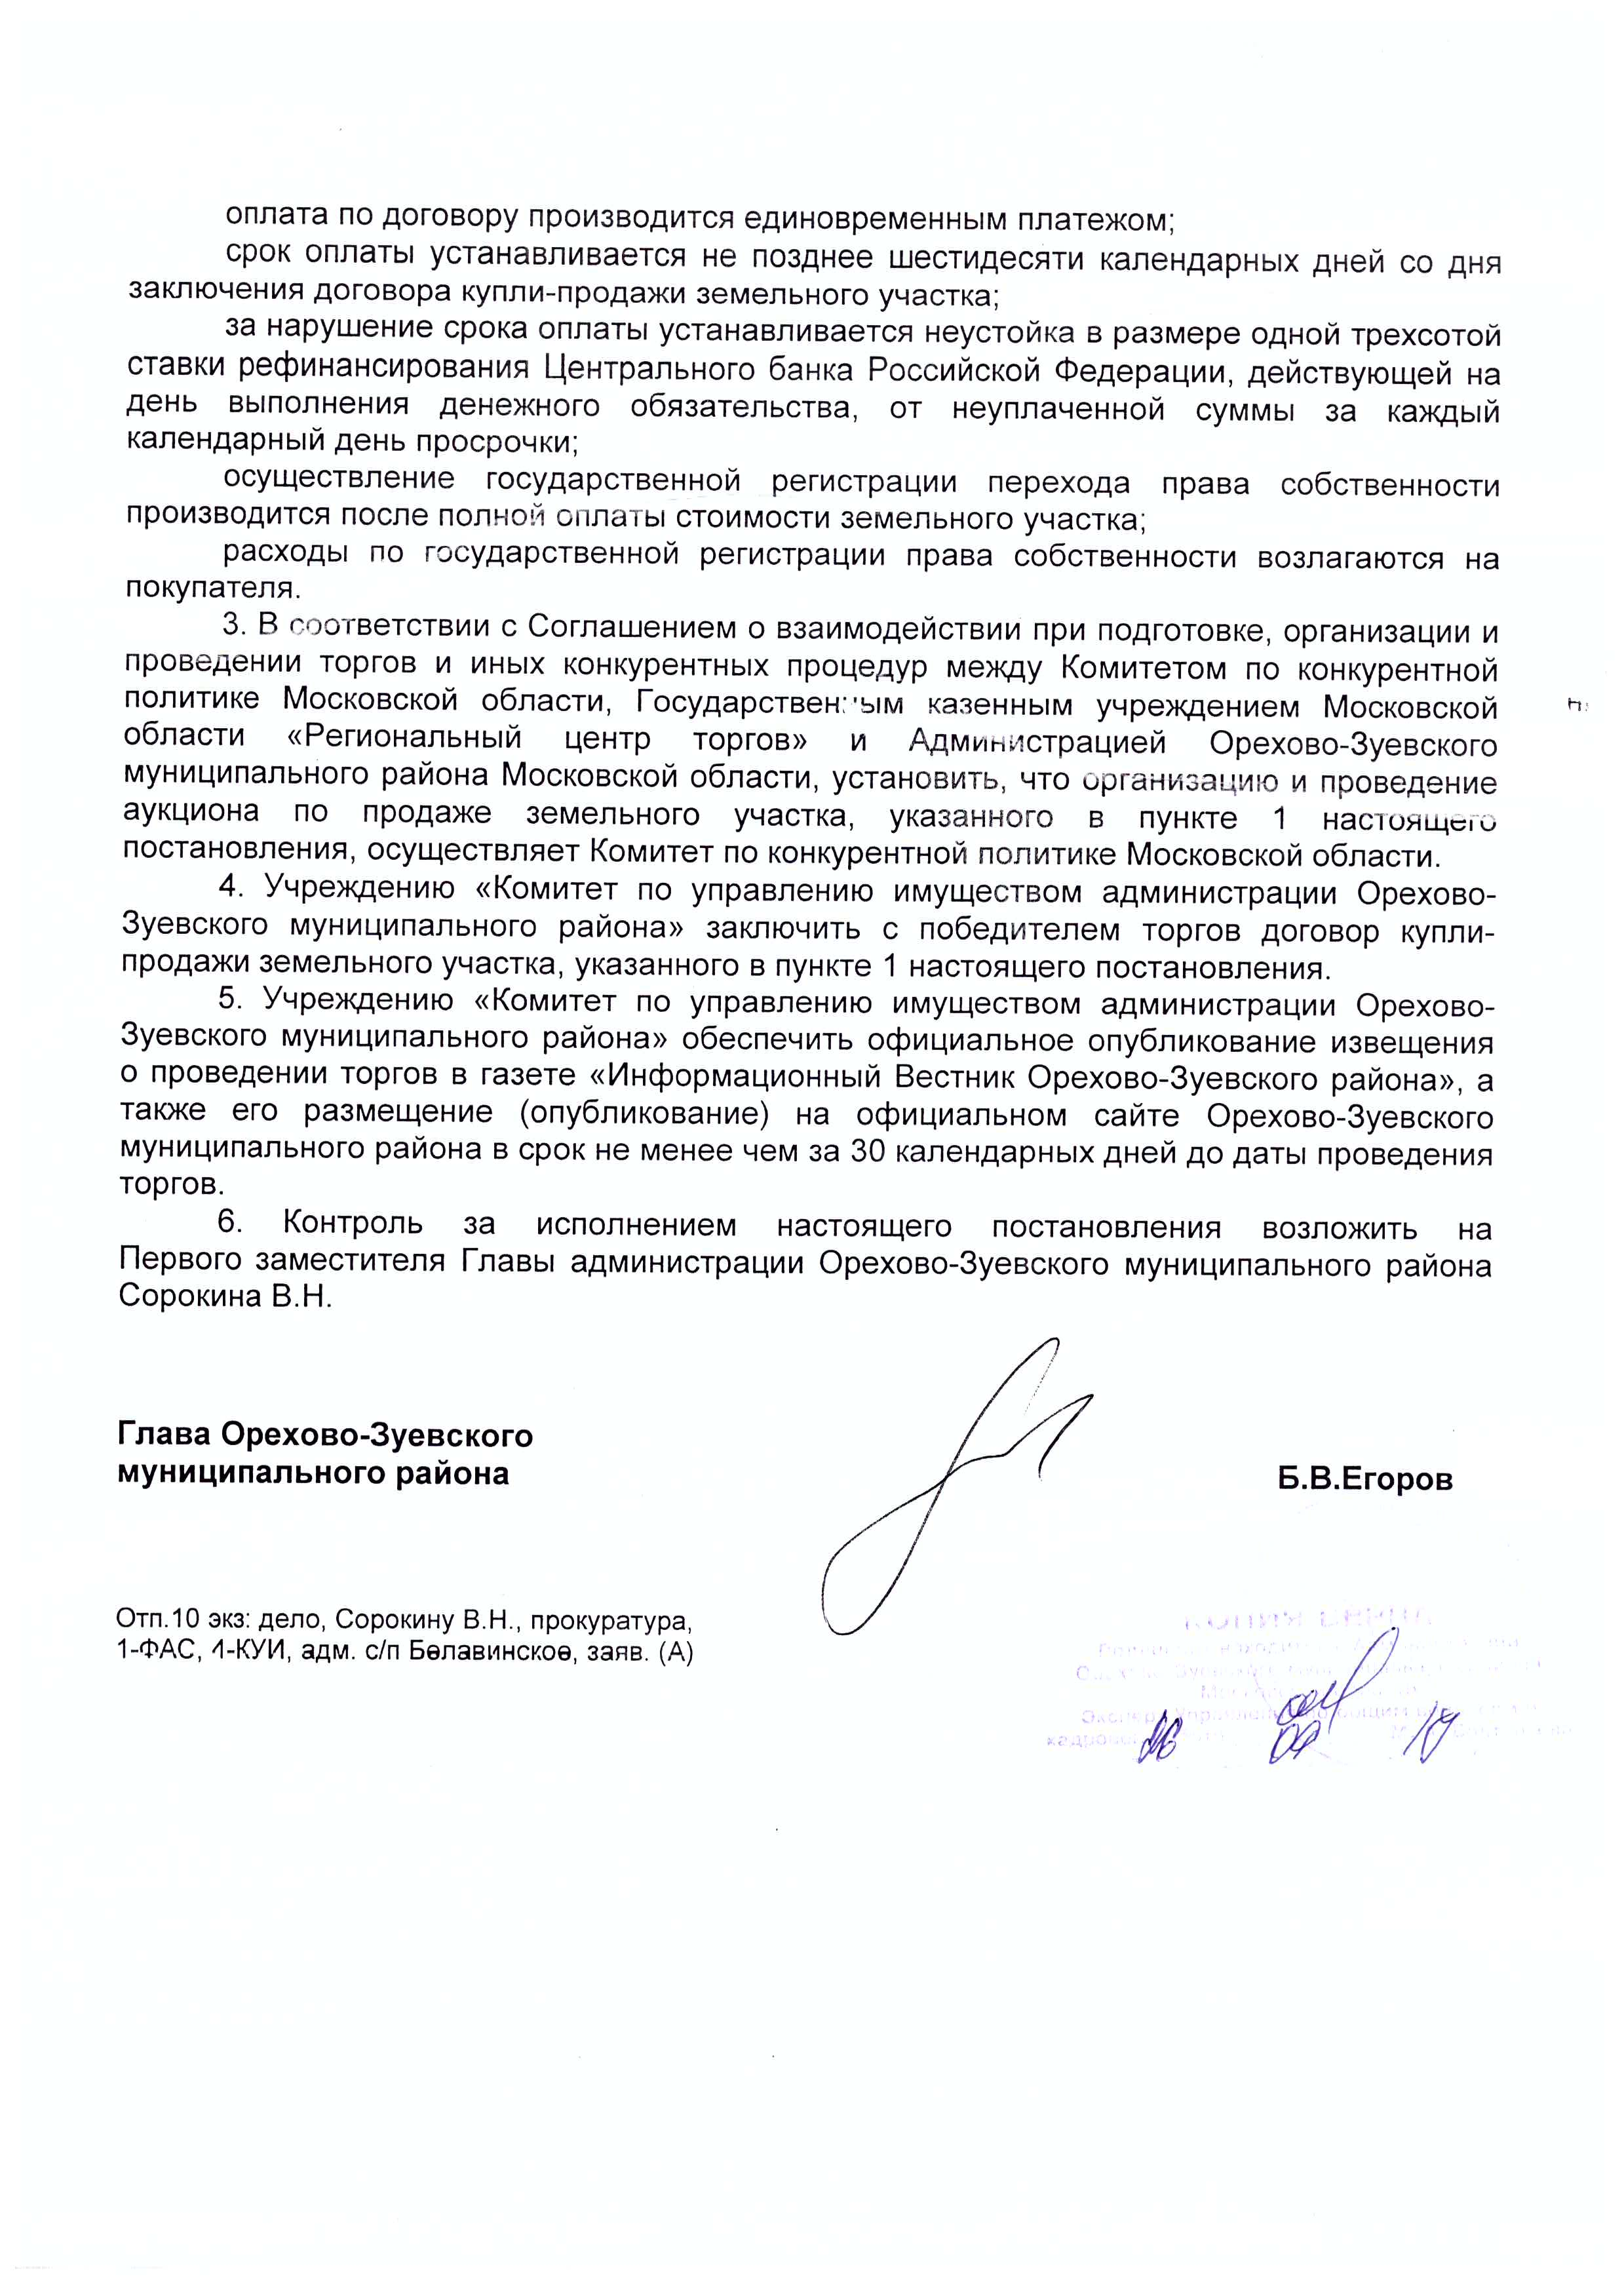 оплата по договору производится единовременным платежом;
срок оплаты устанавливается не позднее шестидесяти календарных дней со дня
заключения договора купли-продажи земельного участка;
за нарушение срока оплаты устанавливается неустойка в размере одной трехсотой
ставки рефинансирования Центрального банка Российской Федерации, действующей на
день выполнения денежного обязательства, от неуплаченной суммы за каждый
календарный день просрочки;
осуществление государственной регистрации перехода права собственности
производится после полной оплаты стоимости земельного участка;
расходы по государственной регистрации права собственности возлагаются на
покупателя.
3. В соответствии с Соглашением о взаимодействии при подготовке, организации и
проведении торгов и иных конкурентных процедур между Комитетом по конкурентной
политике Московской области, Государственным казенным учреждением Московской
области «Региональный центр торгов» и Администрацией Орехово-Зуевского
муниципального района Московской области, установить, что организацию и проведение
аукциона по продаже земельного участка, указанного в пункте 1 настоящего
постановления, осуществляет Комитет по конкурентной политике Московской области.
4. Учреждению «Комитет по управлению имуществом администрации Орехово-
Зуевского муниципального района» заключить с победителем торгов договор купли-
продажи земельного участка, указанного в пункте 1 настоящего постановления.
5. Учреждению «Комитет по управлению имуществом администрации Орехово-
Зуевского муниципального района» обеспечить официальное опубликование извещения
о проведении торгов в газете «Информационный Вестник Орехово-Зуевского района», а
также его размещение (опубликование) на официальном сайте Орехово-Зуевского
муниципального района в срок не менее чем за 30 календарных дней до даты проведения
торгов.
6. Контроль за исполнением настоящего постановления возложить на
Первого заместителя Главы администрации Орехово-Зуевского муниципального района
Сорокина В.Н.
Глава Орехово-Зуевского
муниципального района
Б.В.Егоров
Отп.10 экз: дело, Сорокину В.Н., прокуратура,
1-ФАС, 4-КУИ, адм. с/п Белавинское, заяв. (А)
КОПИЯ ВЕРНА